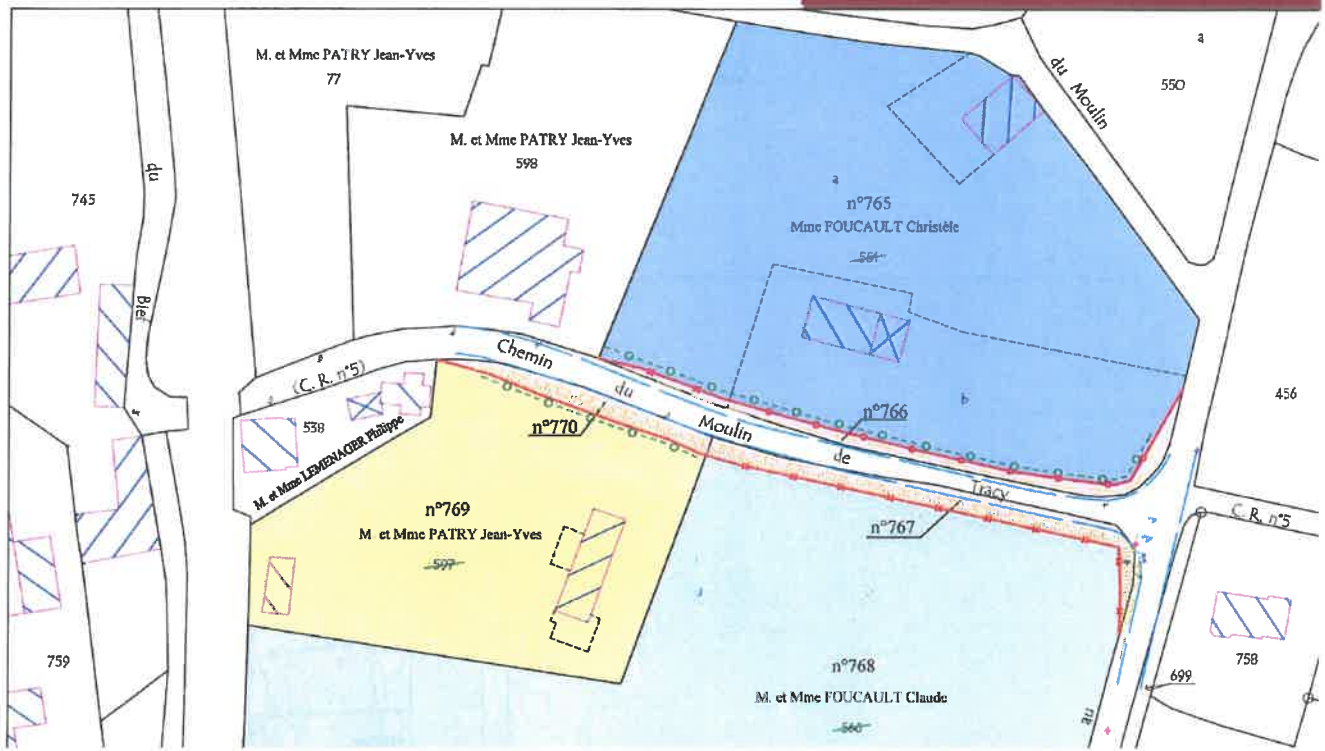 M. et Mme PATRY Jean-Yves
77
M. et Mme PATRY Jean-Yves
598
745
du
Bief
a
550
du Moulin
a
n°765
Mme FOUCAULT Christèle
551
b
456
Chemin
du
Moulin
de
Tracy
(C. R. n°5)
n°766
n°770
538
M. et Mme LEMENAGER Philippe
n°769
M et Mme PATRY Jean-Yves
597
n°767
C. R. n°5
759
n°768
M. et Mme FOUCAULT Claude
758
699
au